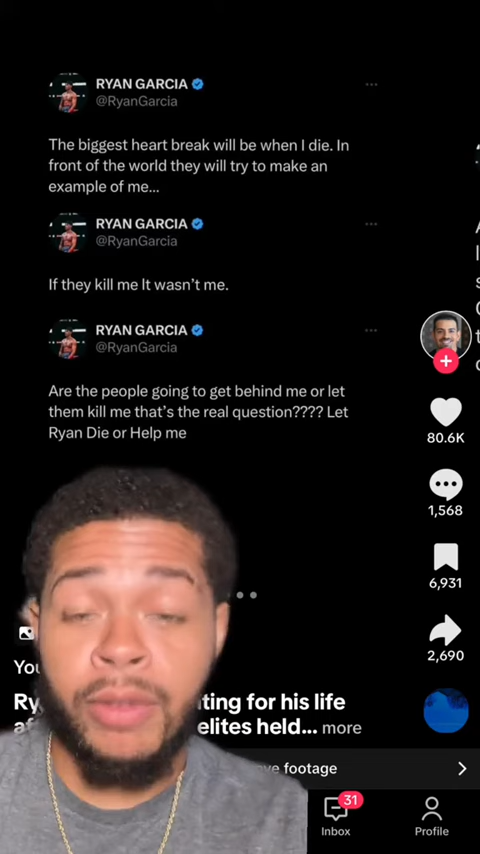 RYAN GARCIA
@RyanGarcia
The biggest heart break will be when I die. In
front of the world they will try to make an
example of me...
RYAN GARCIA
@RyanGarcia
If they kill me It wasn't me.
RYAN GARCIA
@RyanGarcia
Are the people going to get behind me or let
them kill me that's the real question???? Let
Ryan Die or Help me
80.6K
1,568
6,931
2,690
for his life
elites held... more
footage
31
Inbox
Profile